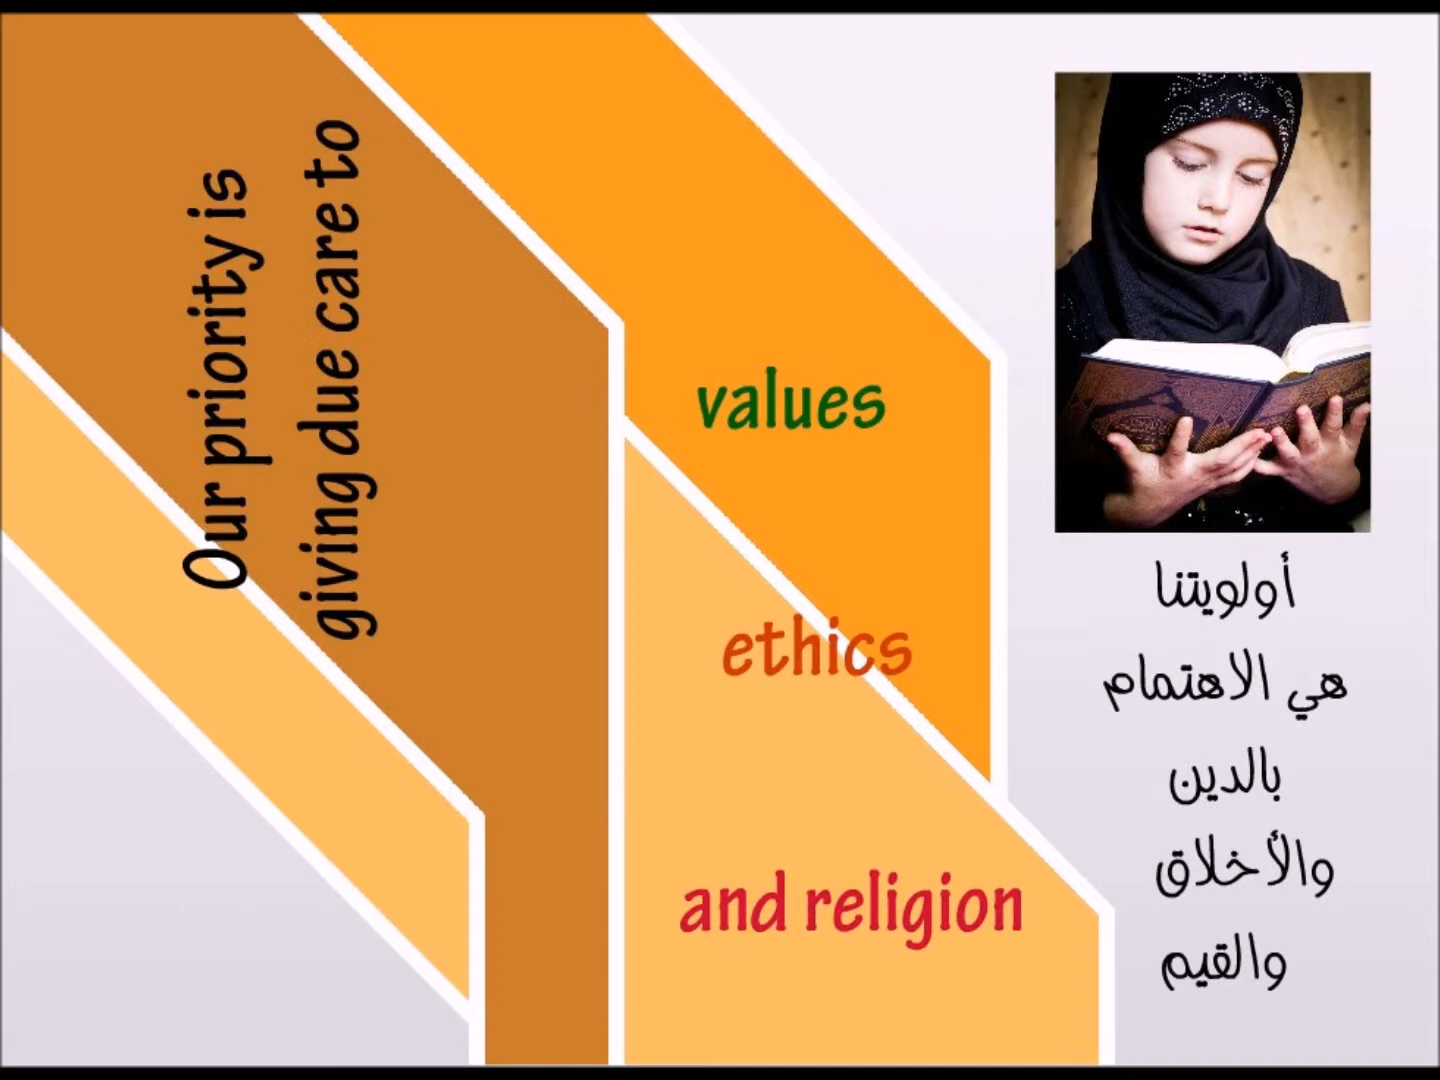 Our priority is
giving due care to
values
ethics
and religion
أولويتنا
هي الاهتمام
بالدين
والأخلاق
والقيم